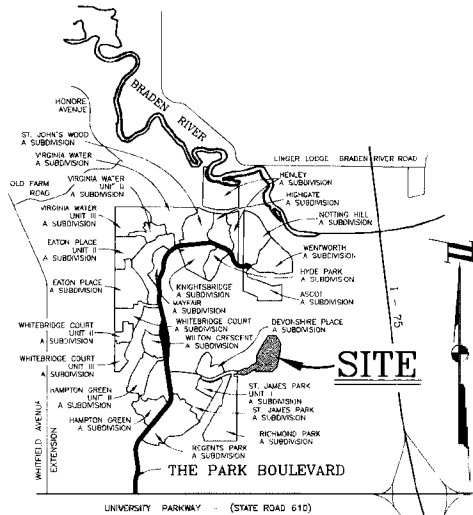 BRADEN RIVER
HONORE
AVENUE
ST. JOHN'S WOOD
A SUBDIVISION
VIRGINIA WATER
A SUBDIVISION
OLD FARM
ROAD
VIRGINIA WATER
UNIT II
A SUBDIVISION
LINGER LODGE BRADEN RIVER ROAD
HENLEY
A SUBDIVISION
HIGHGATE
A SUBDIVISION
NOTTING HILL
A SUBDIVISION
VIRGINIA WATER
UNIT III
A SUBDIVISION
EATON PLACE
UNIT II
A SUBDIVISION
WENTWORTH
A SUBDIVISION
HYDE PARK
A SUBDIVISION
ASCOT
A SUBDIVISION
EATON PLACE
A SUBDIVISION
KNIGHTSBRIDGE
A SUBDIVISION
MAYFAIR
A SUBDIVISION
I - 75
WHITEBRIDGE COURT
UNIT II
A SUBDIVISION
WHITEBRIDGE COURT
A SUBDIVISION
DEVONSHIRE PLACE
A SUBDIVISION
WILTON CRESCENT
A SUBDIVISION
WHITEBRIDGE COURT
UNIT III
A SUBDIVISION
SITE
HAMPTON GREEN
UNIT II
A SUBDIVISION
ST. JAMES PARK
UNIT I
A SUBDIVISION
ST. JAMES PARK
A SUBDIVISION
HAMPTON GREEN
A SUBDIVISION
RICHMOND PARK
A SUBDIVISION
REGENTS PARK
A SUBDIVISION
WHITFIELD AVENUE
EXTENSION
THE PARK BOULEVARD
UNIVERSITY PARKWAY - (STATE ROAD 610)